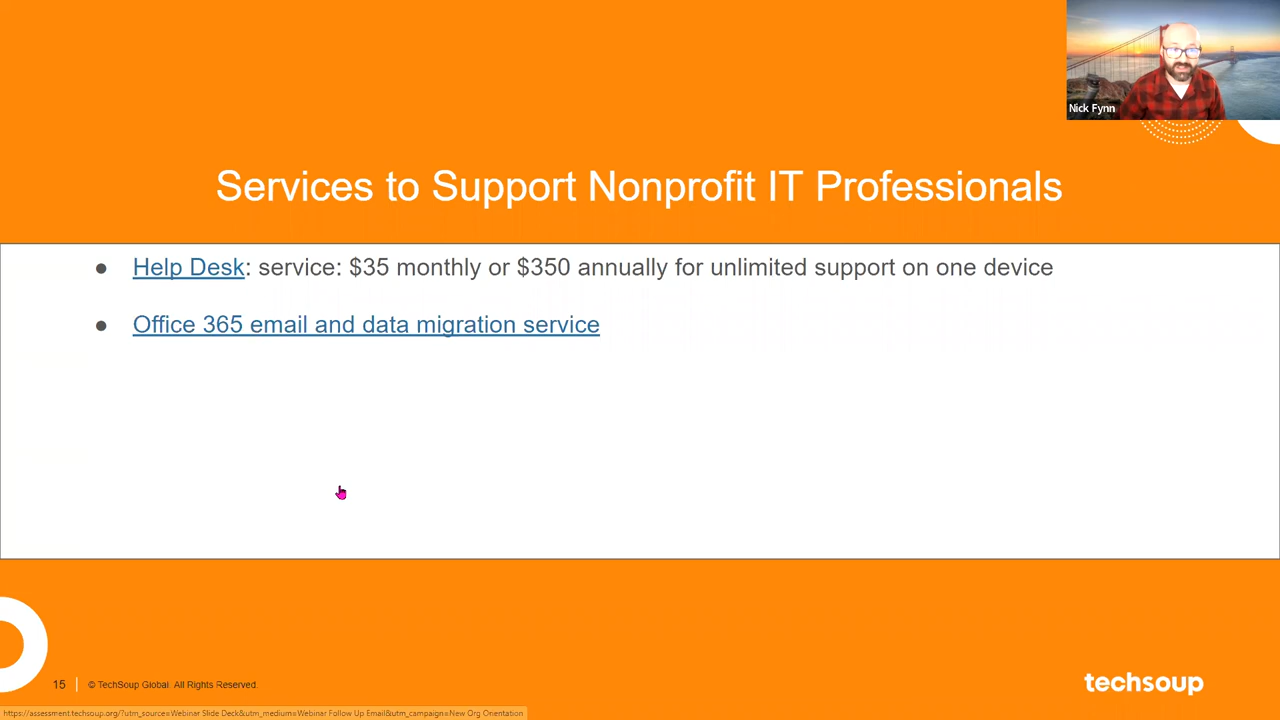 Nick Fynn
Services to Support Nonprofit IT Professionals
● Help Desk: service: $35 monthly or $350 annually for unlimited support on one device
● Office 365 email and data migration service
15
© TechSoup Global. All Rights Reserved.
techsoup
https://assessment.techsoup.org/?utm_source=Webinar Slide Deck&utm_medium=Webinar Follow Up Email&utm_campaign=New Org Orientation